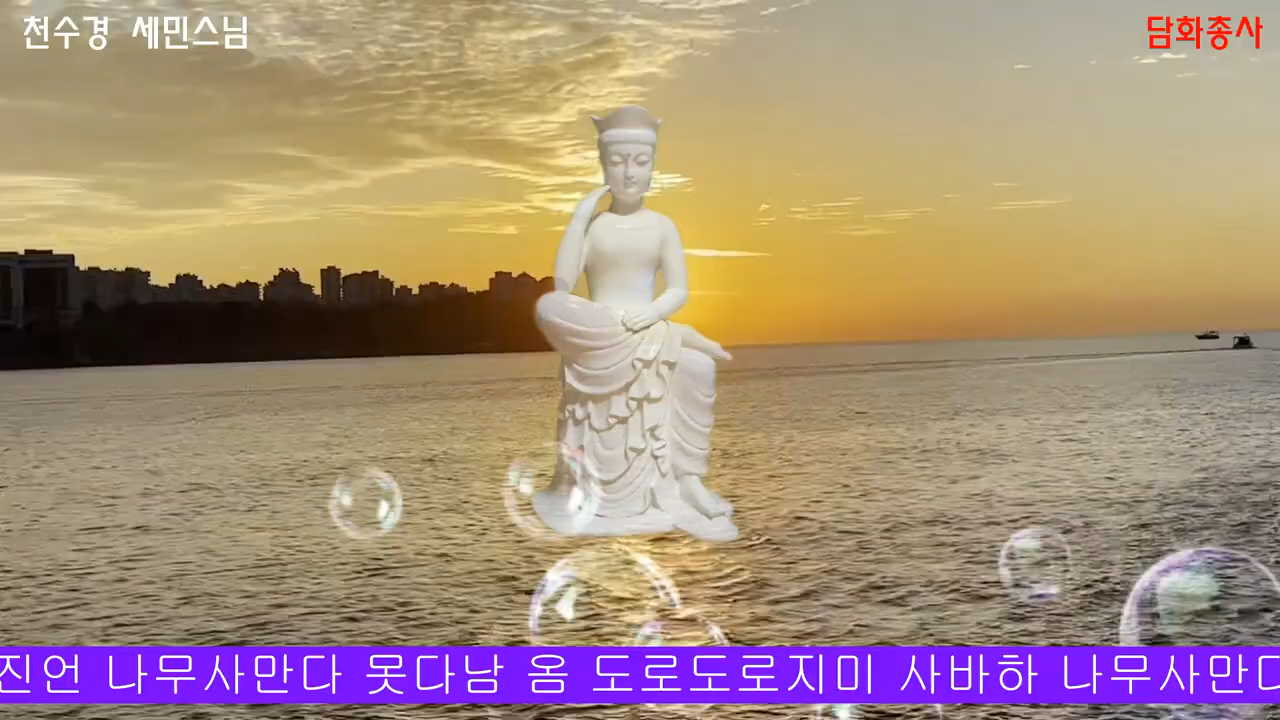 천수경 세민스님
담화총사
진언 나무사만다 못다남 옴 도로도로지미 사바하 나무사만다